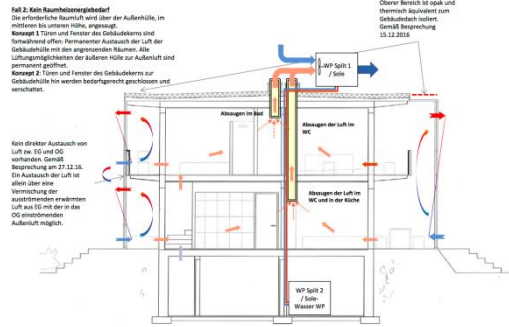 Fall 2: Kein Raumheizenergiebedarf
Die erforderliche Raumluft wird über der Außenhülle, im
mittleren bis unteren Höhe, angesaugt.
Konzept 1 Türen und Fenster des Gebäudekerns sind
fortwährend offen: Permanenter Austausch der Luft der
Gebäudehülle mit den angrenzenden Räumen. Alle
Lüftungsmöglichkeiten der äußeren Hülle zur Außenluft sind
permanent geöffnet.
Konzept 2: Türen und Fenster des Gebäudekerns zur
Gebäudehülle hin werden bedarfsgerecht geschlossen und
verschattet.
Oberer Bereich ist opak und
thermisch äquivalent zum
Gebäudedach isoliert.
Gemäß Besprechung
15.12.2016
WP Split 1
/ Sole
Absaugen im Bad
Absaugen der Luft im
WC
Kein direkter Austausch von
Luft zw. EG und OG
vorhanden. Gemäß
Besprechung am 27.12.16.
Ein Austausch der Luft ist
allein über eine
Vermischung der
ausströmenden erwärmten
Luft aus EG mit der in das
OG einströmenden
Außenluft möglich.
Absaugen der Luft im
WC und in der Küche
WP Split 2
/ Sole-
Wasser WP